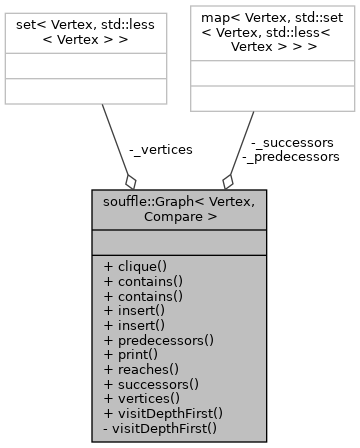 set< Vertex, std::less
< Vertex > >
map< Vertex, std::set
< Vertex, std::less<
Vertex > > >
-_vertices
-_successors
-_predecessors
souffle::Graph< Vertex,
Compare >
+ clique()
+ contains()
+ contains()
+ insert()
+ insert()
+ predecessors()
+ print()
+ reaches()
+ successors()
+ vertices()
+ visitDepthFirst()
- visitDepthFirst()